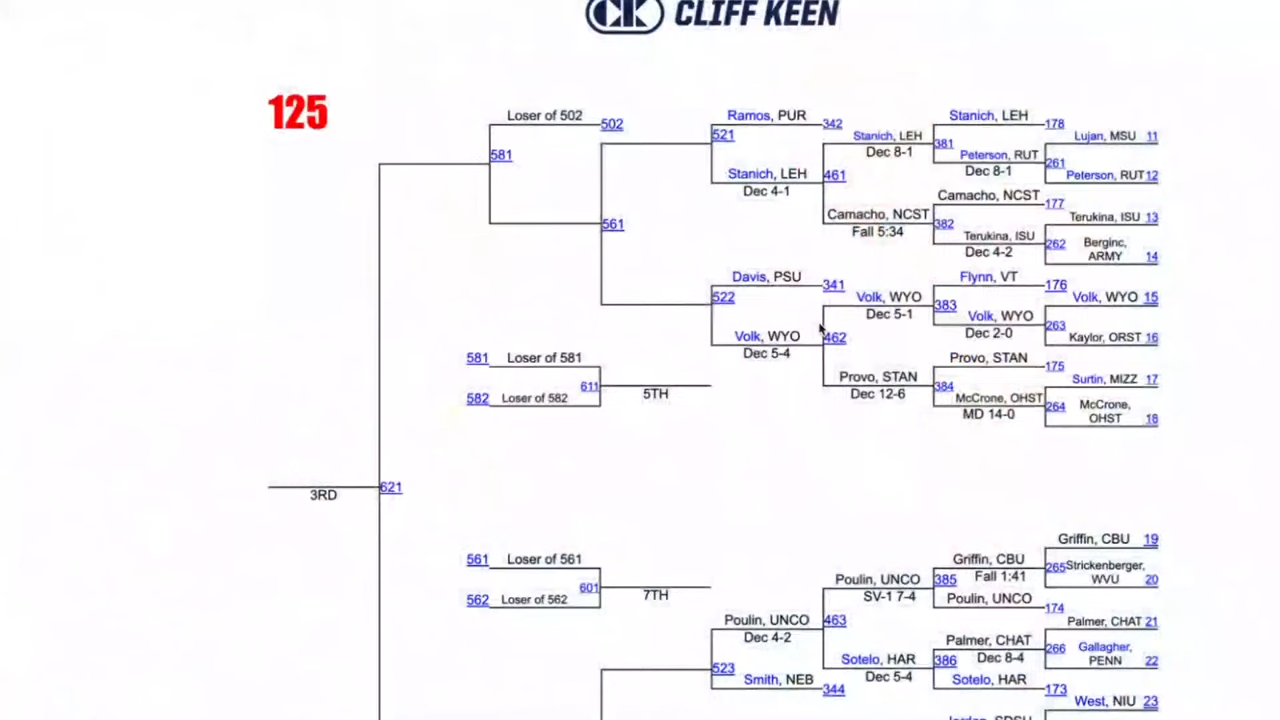 CK CLIFF KEEN
125
Loser of 502
502
Ramos, PUR
342
Stanich, LEH
178
521
Stanich, LEH
Dec 8-1
381
Lujan, MSU 11
581
Peterson, RUT
Dec 8-1
261
Stanich, LEH
Dec 4-1
461
Peterson, RUT 12
Camacho, NCST
177
Camacho, NCST
Fall 5:34
382
Terukina, ISU 13
561
Terukina, ISU
Dec 4-2
262
Berginc,
ARMY 14
Davis, PSU
341
Flynn, VT
176
522
Volk, WYO
Dec 5-1
383
Volk, WYO 15
Volk, WYO
Dec 2-0
263
Volk, WYO
Dec 5-4
462
Kaylor, ORST 16
581
Loser of 581
Provo, STAN
175
611
5TH
Provo, STAN
Dec 12-6
384
Surtin, MIZZ 17
582
Loser of 582
McCrone, OHST
MD 14-0
264
McCrone,
OHST 18
621
3RD
Griffin, CBU 19
561
Loser of 561
Griffin, CBU
Fall 1:41
265
Strickenberger,
WVU 20
601
7TH
Poulin, UNCO
SV-1 7-4
385
562
Loser of 562
Poulin, UNCO
174
Poulin, UNCO
Dec 4-2
463
Palmer, CHAT 21
Palmer, CHAT
Dec 8-4
266
Gallagher,
PENN 22
523
Sotelo, HAR
Dec 5-4
386
Smith, NEB
344
Sotelo, HAR
173
West, NIU 23